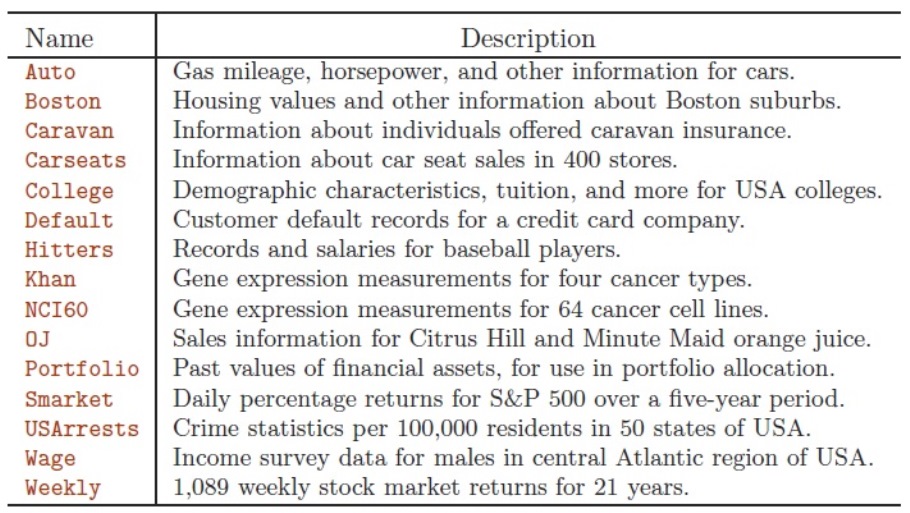 Name Description
Auto Gas mileage, horsepower, and other information for cars.
Boston Housing values and other information about Boston suburbs.
Caravan Information about individuals offered caravan insurance.
Carseats Information about car seat sales in 400 stores.
College Demographic characteristics, tuition, and more for USA colleges.
Default Customer default records for a credit card company.
Hitters Records and salaries for baseball players.
Khan Gene expression measurements for four cancer types.
NCI60 Gene expression measurements for 64 cancer cell lines.
OJ Sales information for Citrus Hill and Minute Maid orange juice.
Portfolio Past values of financial assets, for use in portfolio allocation.
Smarket Daily percentage returns for S&P 500 over a five-year period.
USArrests Crime statistics per 100,000 residents in 50 states of USA.
Wage Income survey data for males in central Atlantic region of USA.
Weekly 1,089 weekly stock market returns for 21 years.